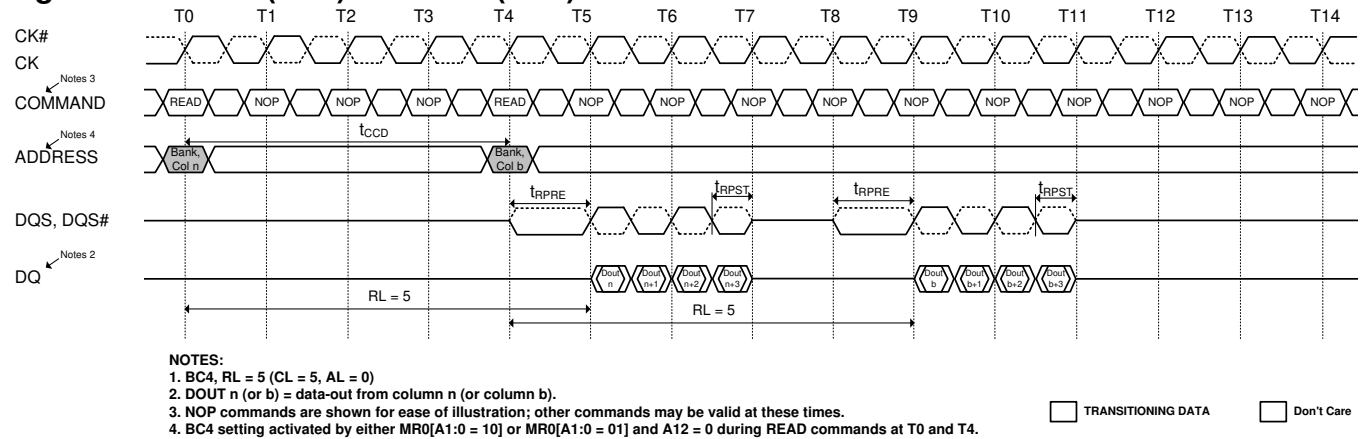 T0 T1 T2 T3 T4 T5 T6 T7 T8 T9 T10 T11 T12 T13 T14
CK#
CK
Notes 3
COMMAND
READ NOP NOP NOP READ NOP NOP NOP NOP NOP NOP NOP NOP NOP NOP
tCCD
Notes 4
ADDRESS
Bank, Col n
Bank, Col b
tRPRE tRPST tRPRE tRPST
DQS, DQS#
Notes 2
DQ
Dout n Dout n+1 Dout n+2 Dout n+3 Dout b Dout b+1 Dout b+2 Dout b+3
RL = 5
RL = 5
NOTES:
1. BC4, RL = 5 (CL = 5, AL = 0)
2. DOUT n (or b) = data-out from column n (or column b).
3. NOP commands are shown for ease of illustration; other commands may be valid at these times.
4. BC4 setting activated by either MR0[A1:0 = 10] or MR0[A1:0 = 01] and A12 = 0 during READ commands at T0 and T4.
TRANSITIONING DATA
Don't Care